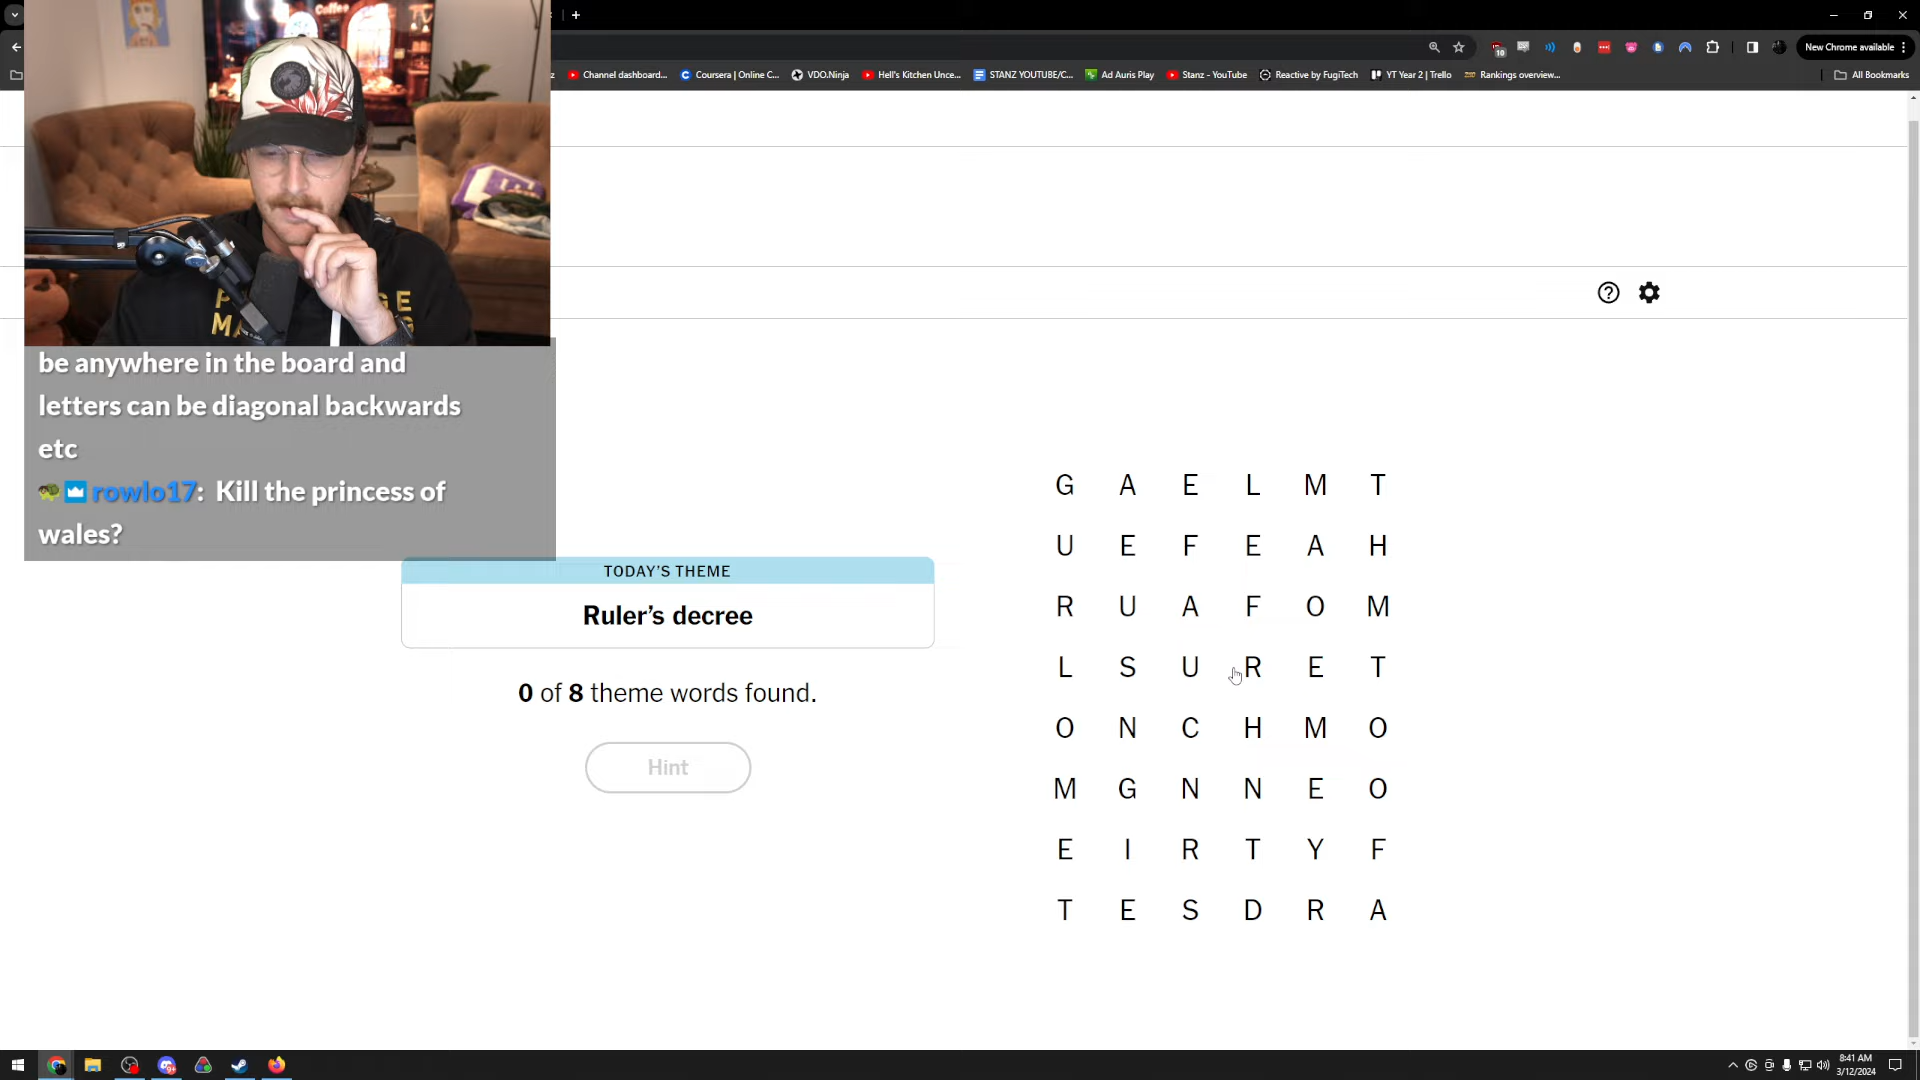 Coffee
New Chrome available
z
Channel dashboard...
Coursera | Online C...
VDO.Ninja
Hell's Kitchen Unce...
STANZ YOUTUBE/C...
Ad Auris Play
Stanz - YouTube
Reactive by FugiTech
YT Year 2 | Trello
Rankings overview...
All Bookmarks
10
be anywhere in the board and
letters can be diagonal backwards
etc
rowlo17: Kill the princess of
wales?
TODAY'S THEME
Ruler's decree
0 of 8 theme words found.
Hint
G A E L M T
U E F E A H
R U A F O M
L S U R E T
O N C H M O
M G N N E O
E I R T Y F
T E S D R A
8:41 AM
3/12/2024